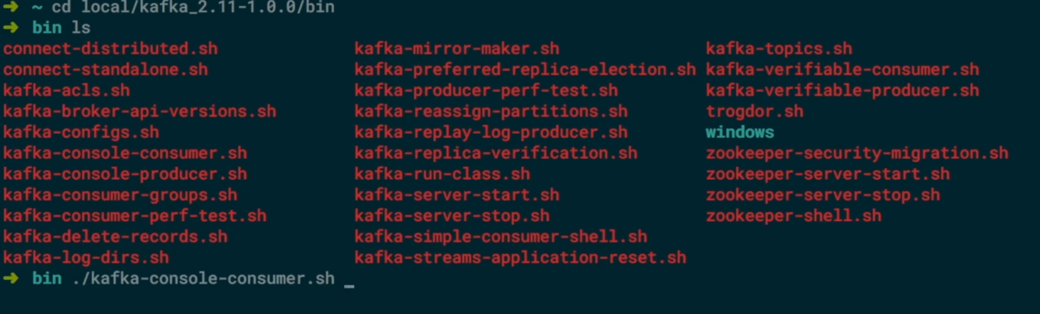 ➜ ~ cd local/kafka_2.11-1.0.0/bin
➜ bin ls
connect-distributed.sh kafka-mirror-maker.sh kafka-topics.sh
connect-standalone.sh kafka-preferred-replica-election.sh kafka-verifiable-consumer.sh
kafka-acls.sh kafka-producer-perf-test.sh kafka-verifiable-producer.sh
kafka-broker-api-versions.sh kafka-reassign-partitions.sh trogdor.sh
kafka-configs.sh kafka-replay-log-producer.sh windows
kafka-console-consumer.sh kafka-replica-verification.sh zookeeper-security-migration.sh
kafka-console-producer.sh kafka-run-class.sh zookeeper-server-start.sh
kafka-consumer-groups.sh kafka-server-start.sh zookeeper-server-stop.sh
kafka-consumer-perf-test.sh kafka-server-stop.sh zookeeper-shell.sh
kafka-delete-records.sh kafka-simple-consumer-shell.sh
kafka-log-dirs.sh kafka-streams-application-reset.sh
➜ bin ./kafka-console-consumer.sh _